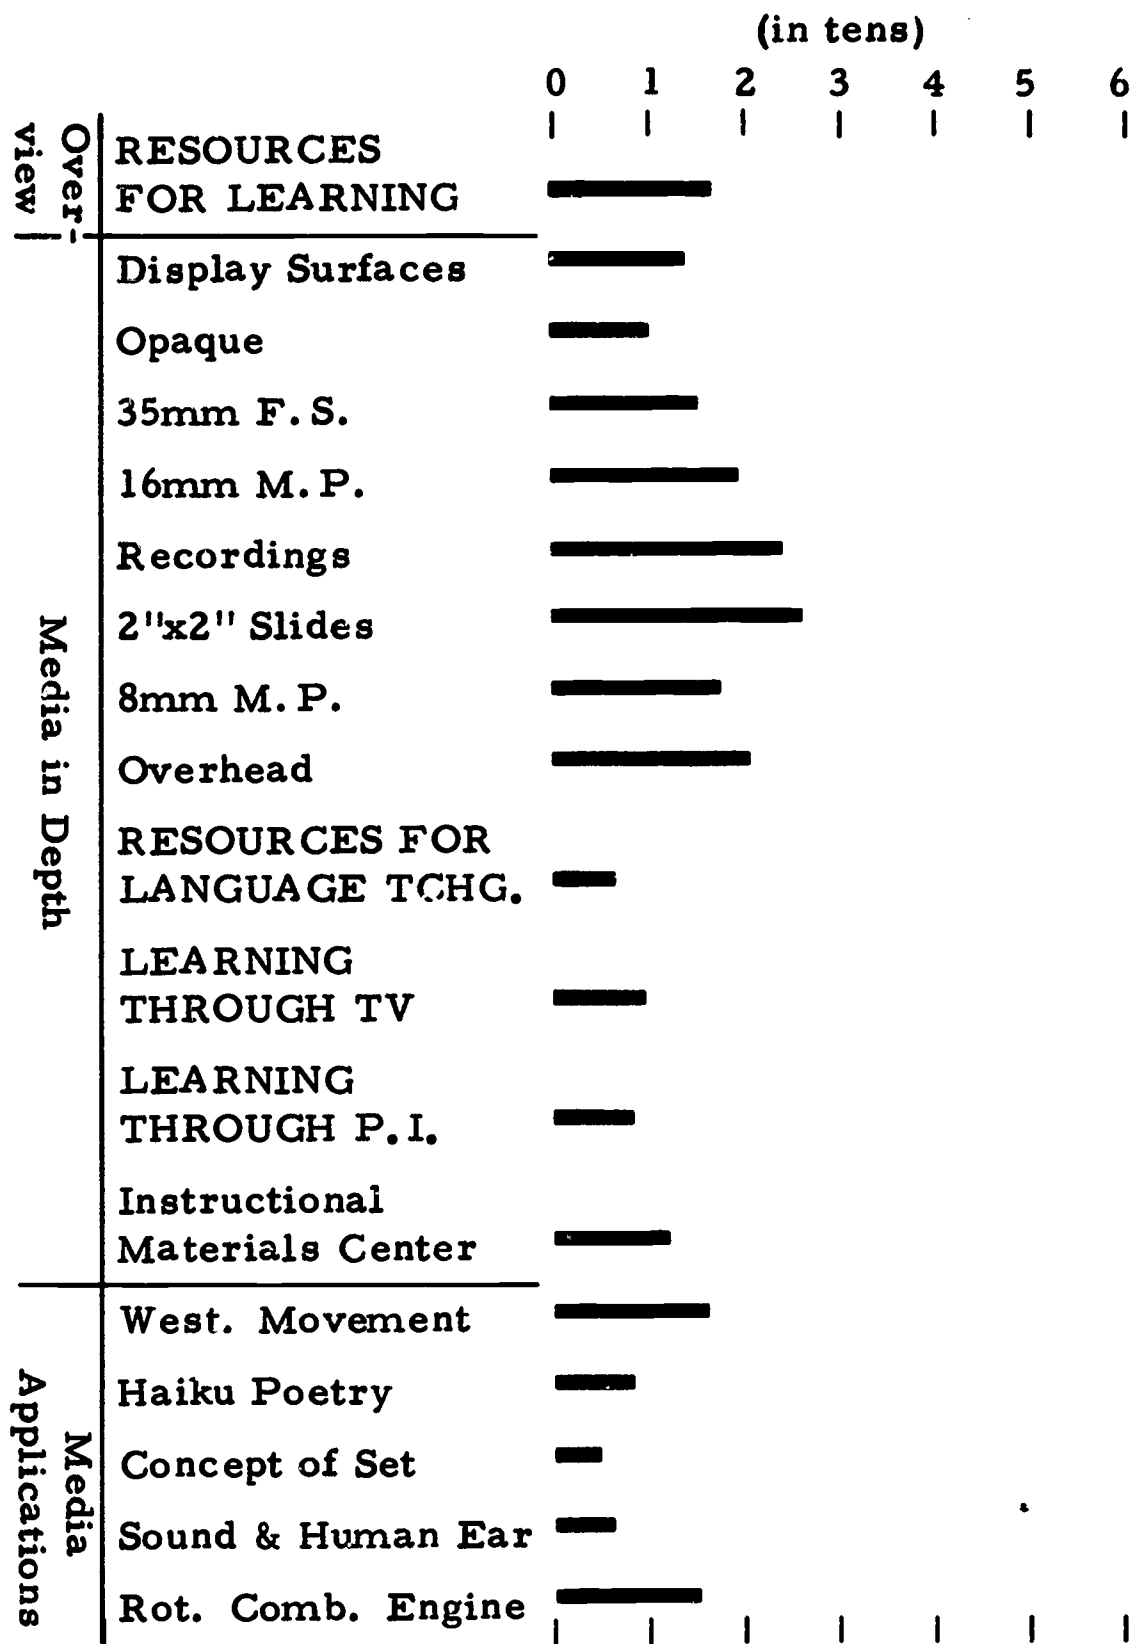 (in tens)
0 1 2 3 4 5 6
Over-
view
RESOURCES
FOR LEARNING
Media in Depth
Display Surfaces
Opaque
35mm F.S.
16mm M.P.
Recordings
2"x2" Slides
8mm M.P.
Overhead
RESOURCES FOR
LANGUAGE TCHG.
LEARNING
THROUGH TV
LEARNING
THROUGH P.I.
Instructional
Materials Center
Media
Applications
West. Movement
Haiku Poetry
Concept of Set
Sound & Human Ear
Rot. Comb. Engine